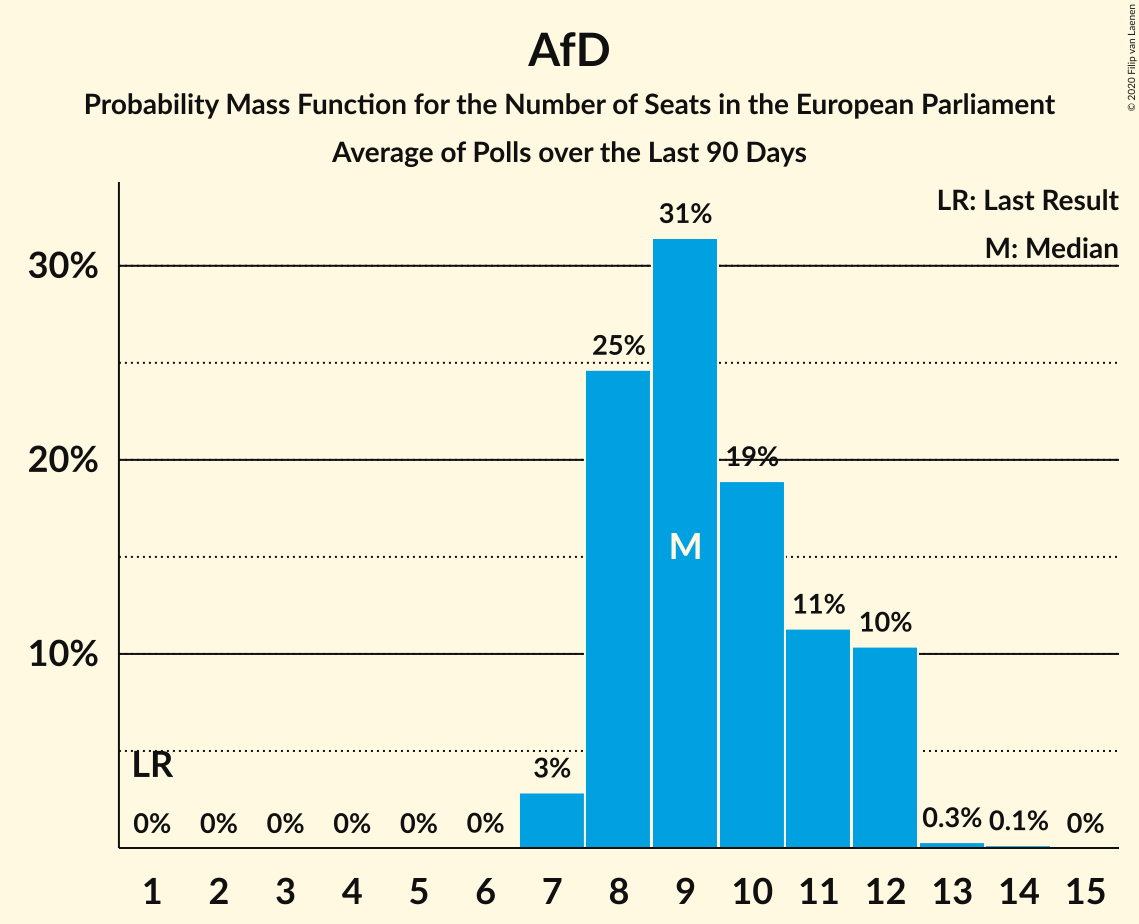 AfD
Probability Mass Function for the Number of Seats in the European Parliament
Average of Polls over the Last 90 Days
© 2020 Filip van Laenen
LR: Last Result
M: Median
30%
20%
10%
31%
25%
19%
M
11%
10%
LR
3%
0% 0% 0% 0% 0% 0% 0.3% 0.1% 0%
1 2 3 4 5 6 7 8 9 10 11 12 13 14 15